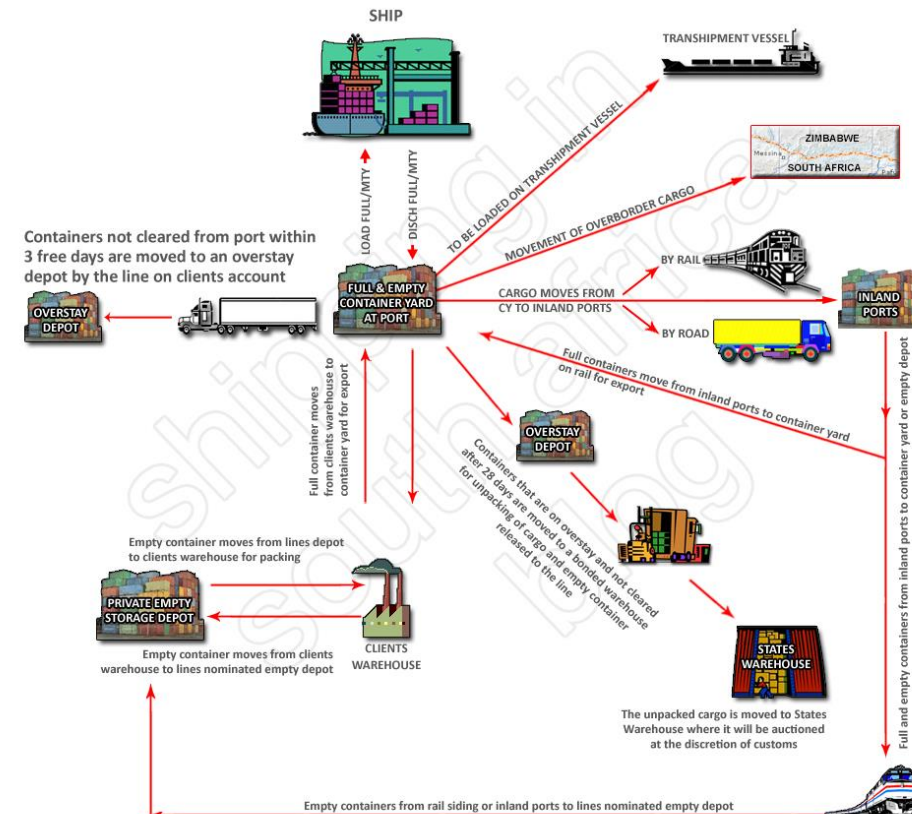 SHIP
TRANSHIPMENT VESSEL
LOAD FULL/MTY
DISCH FULL/MTY
TO BE LOADED ON TRANSHIPMENT VESSEL
ZIMBABWE
Messina
SOUTH AFRICA
MOVEMENT OF OVERBORDER CARGO
Containers not cleared from port within
3 free days are moved to an overstay
depot by the line on clients account
OVERSTAY
DEPOT
FULL & EMPTY
CONTAINER YARD
AT PORT
CARGO MOVES FROM
CY TO INLAND PORTS
BY RAIL
BY ROAD
INLAND
PORTS
Full containers move from inland ports to container yard
on rail for export
Full and empty containers from inland ports to container yard or empty depot
Full container moves
from clients warehouse to
container yard for export
OVERSTAY
DEPOT
Containers that are on overstay and not cleared
after 28 days are moved to a bonded warehouse
for unpacking of cargo and empty container
released to the line
Empty container moves from lines depot
to clients warehouse for packing
PRIVATE EMPTY
STORAGE DEPOT
CLIENTS
WAREHOUSE
Empty container moves from clients
warehouse to lines nominated empty depot
STATES
WAREHOUSE
The unpacked cargo is moved to States
Warehouse where it will be auctioned
at the discretion of customs
Empty containers from rail siding or inland ports to lines nominated empty depot
shipping in
south africa
blog